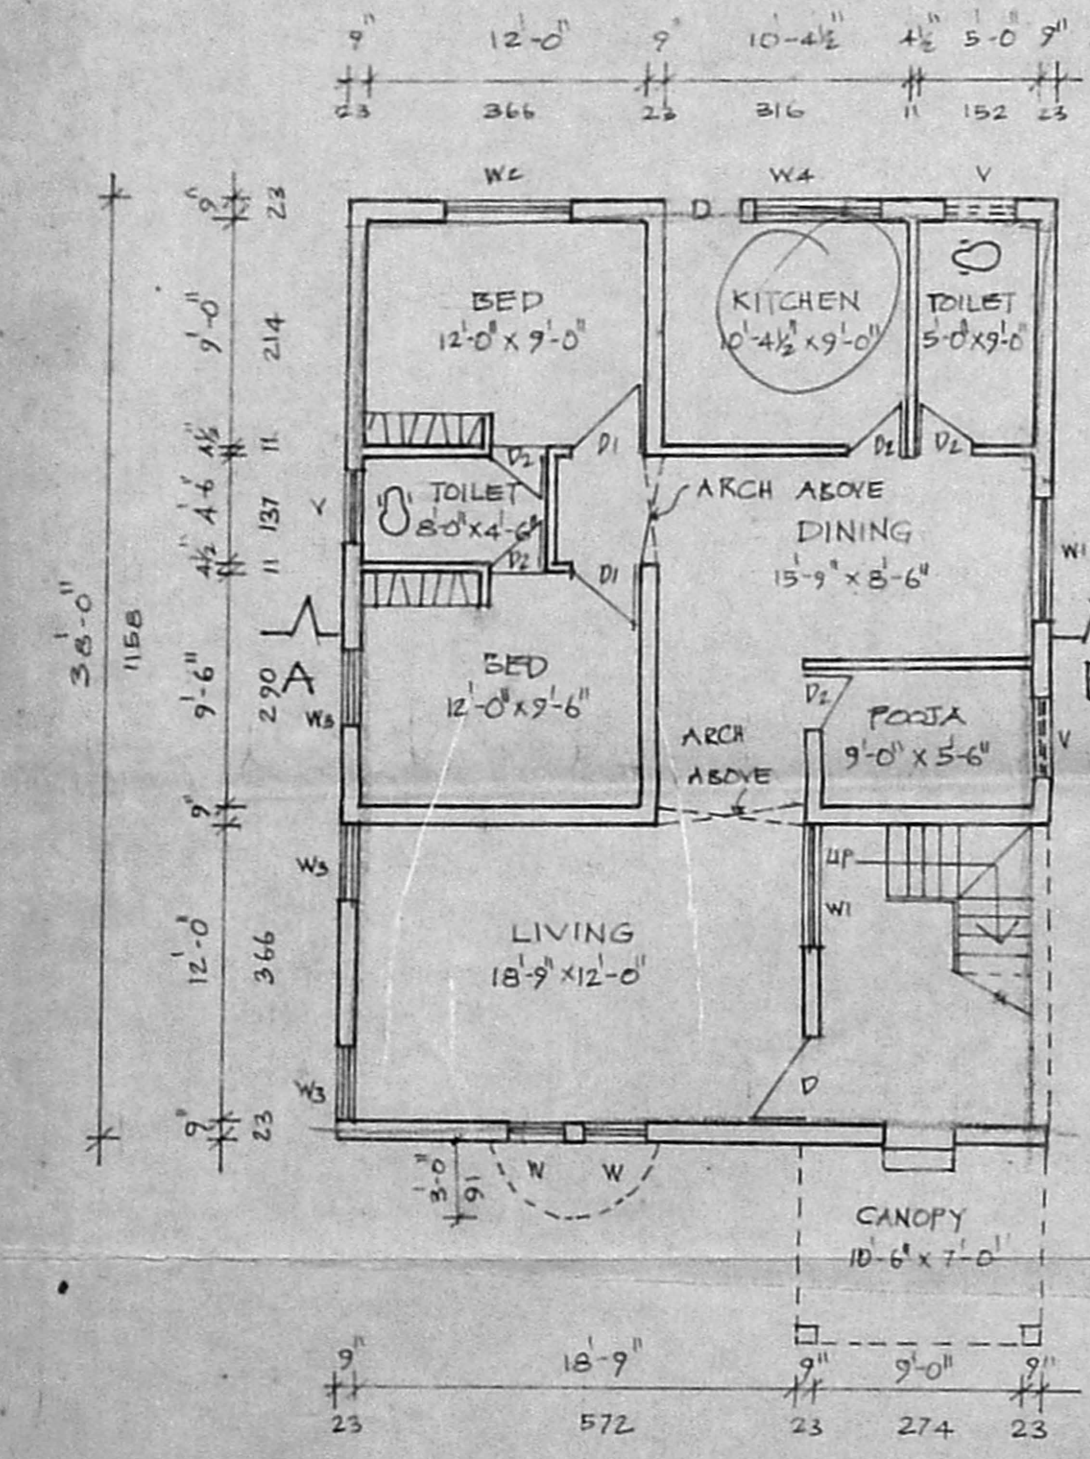 9" 12'-0" 9" 10'-4½" 4½" 5'-0" 9"
23 366 23 316 11 152 23
W2 W4 V
9" 23
D
BED KITCHEN TOILET
12'-0" x 9'-0" 10'-4½" x 9'-0" 5'-0" x 9'-0"
9'-0" 214
4½" 11
D1 D2 D2
D2
TOILET ARCH ABOVE
8'-0" x 4'-6" DINING
15'-9" x 8'-6"
4'-6" 137 V
W1
D2 D1
4½" 11
38'-0" 1158
BED
12'-0" x 9'-6"
9'-6" 290 A
W3
D2 POOJA
9'-0" x 5'-6"
V
ARCH
ABOVE
9"
W3 UP
W1
LIVING
18'-9" x 12'-0"
12'-0" 366
W3 D
9" 23
3'-0" 91
W W
CANOPY
10'-6" x 7'-0"
9" 18'-9" 9" 9'-0" 9"
23 572 23 274 23